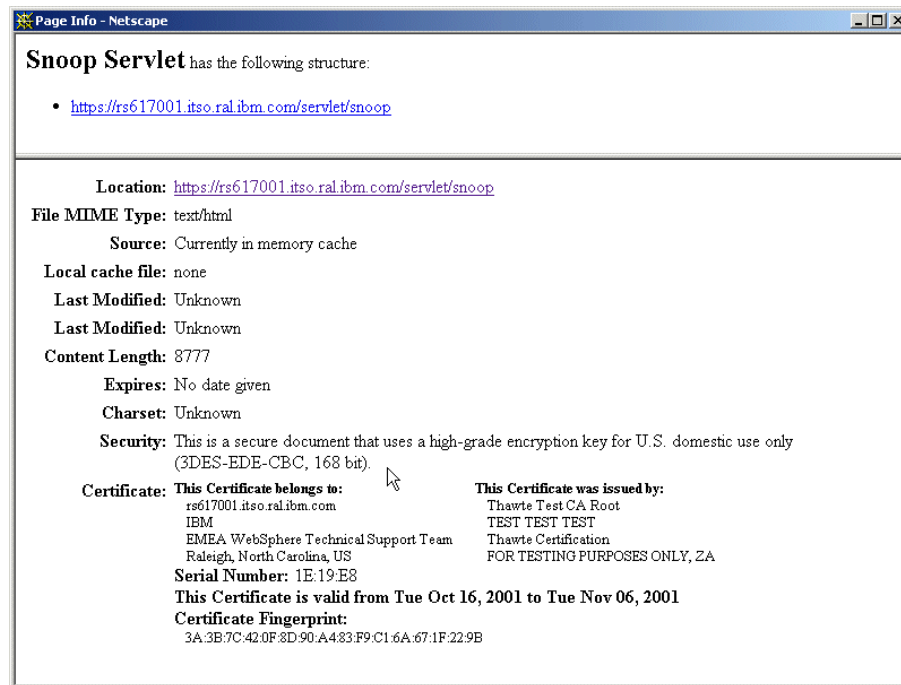 Page Info - Netscape
Snoop Servlet has the following structure:
• https://rs617001.itso.ral.ibm.com/servlet/snoop
Location: https://rs617001.itso.ral.ibm.com/servlet/snoop
File MIME Type: text/html
Source: Currently in memory cache
Local cache file: none
Last Modified: Unknown
Last Modified: Unknown
Content Length: 8777
Expires: No date given
Charset: Unknown
Security: This is a secure document that uses a high-grade encryption key for U.S. domestic use only
(3DES-EDE-CBC, 168 bit).
Certificate: This Certificate belongs to: This Certificate was issued by:
rs617001.itso.ral.ibm.com Thawte Test CA Root
IBM TEST TEST TEST
EMEA WebSphere Technical Support Team Thawte Certification
Raleigh, North Carolina, US FOR TESTING PURPOSES ONLY, ZA
Serial Number: 1E:19:E8
This Certificate is valid from Tue Oct 16, 2001 to Tue Nov 06, 2001
Certificate Fingerprint:
3A:3B:7C:42:0F:8D:90:A4:83:F9:C1:6A:67:1F:22:9B